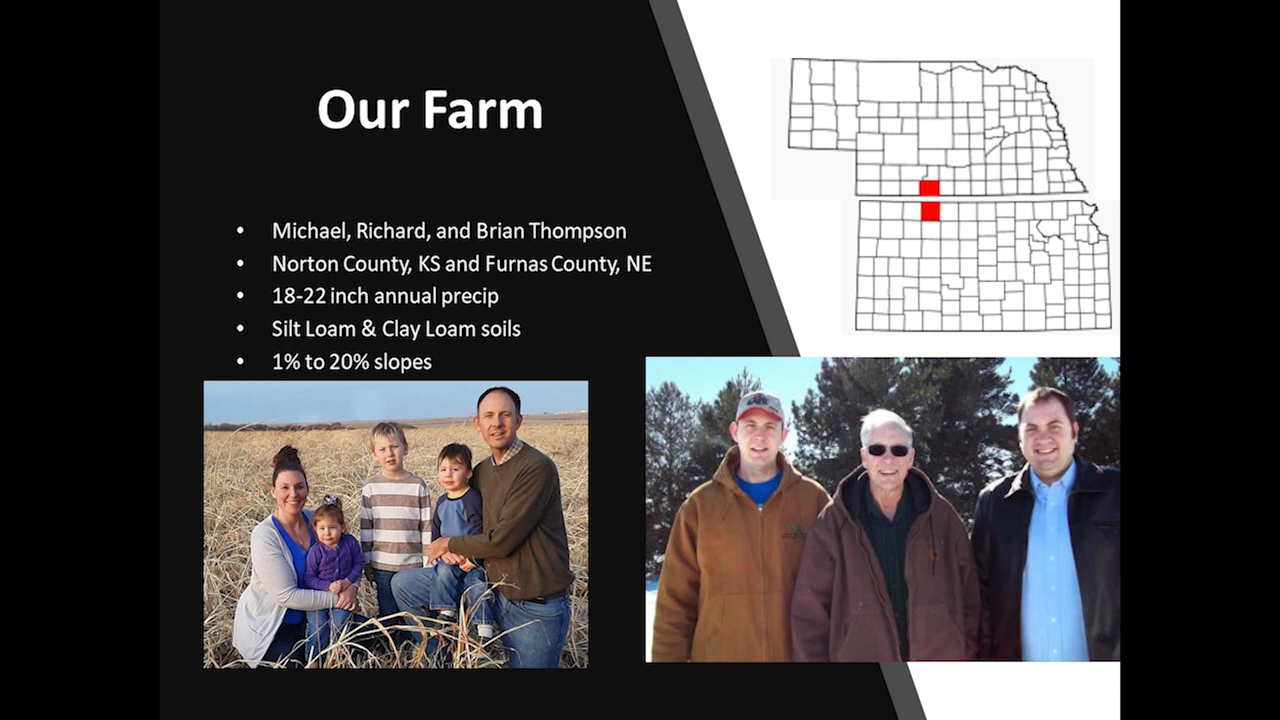 Our Farm
• Michael, Richard, and Brian Thompson
• Norton County, KS and Furnas County, NE
• 18-22 inch annual precip
• Silt Loam & Clay Loam soils
• 1% to 20% slopes